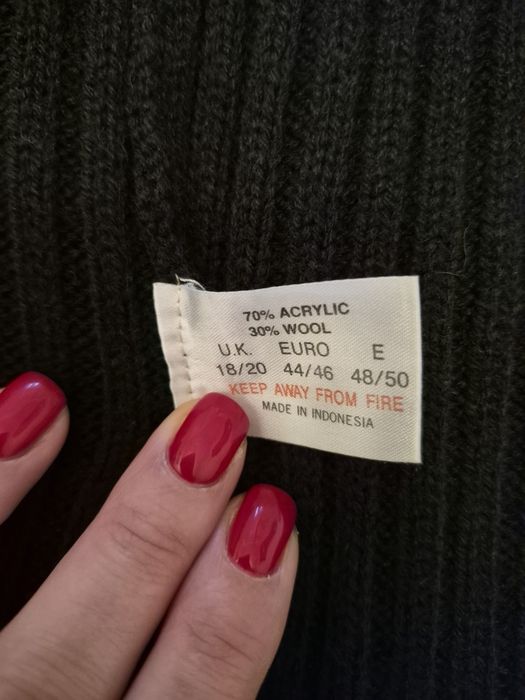 70% ACRYLIC
30% WOOL
U.K. EURO E
18/20 44/46 48/50
KEEP AWAY FROM FIRE
MADE IN INDONESIA